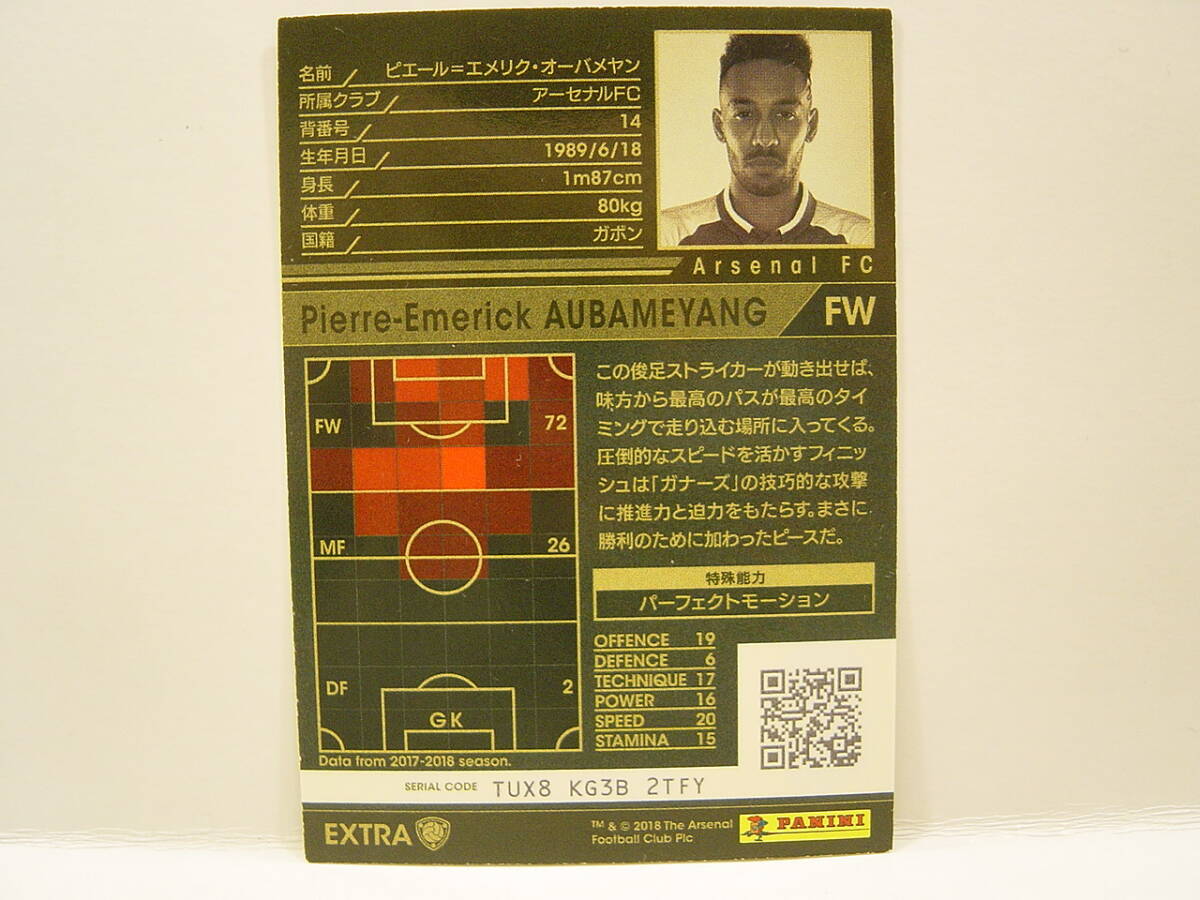 名前 ピエール＝エメリク・オーバメヤン
所属クラブ アーセナルFC
背番号 14
生年月日 1989/6/18
身長 1m87cm
体重 80kg
国籍 ガボン
Arsenal FC
Pierre-Emerick AUBAMEYANG FW
FW 72
MF 26
DF 2
GK
Data from 2017-2018 season.
この俊足ストライカーが動き出せば、
味方から最高のパスが最高のタイ
ミングで走り込む場所に入ってくる。
圧倒的なスピードを活かすフィニッ
シュは「ガナーズ」の技巧的な攻撃
に推進力と迫力をもたらす。まさに
勝利のために加わったピースだ。
特殊能力
パーフェクトモーション
OFFENCE 19
DEFENCE 6
TECHNIQUE 17
POWER 16
SPEED 20
STAMINA 15
SERIAL CODE TUX8 KG3B 2TFY
EXTRA
™ & © 2018 The Arsenal
Football Club Plc
PANINI